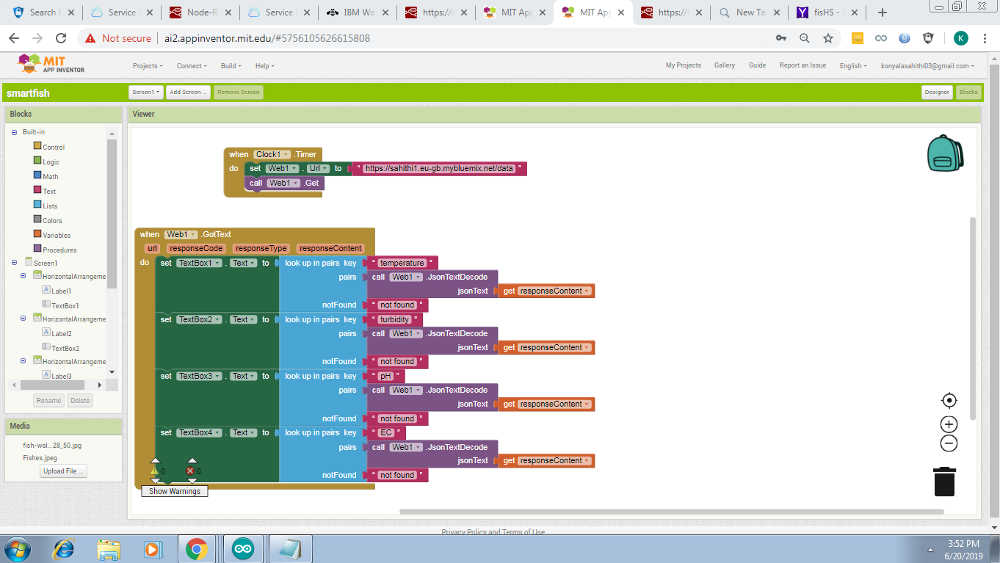 Search F
Service
Node-R
Service
IBM Wa
https://s
MIT App
MIT App
https://s
New Ta
fisHS - Y
Not secure
ai2.appinventor.mit.edu/#5756105626615808
K
MIT
APP INVENTOR
Projects
Connect
Build
Help
My Projects
Gallery
Guide
Report an Issue
English
konyalasahithi03@gmail.com
smartfish
Screen1
Add Screen ...
Remove Screen
Designer
Blocks
Blocks
Viewer
Built-in
Control
Logic
Math
Text
Lists
Colors
Variables
Procedures
Screen1
HorizontalArrangeme
Label1
TextBox1
HorizontalArrangeme
Label2
TextBox2
HorizontalArrangeme
Label3
Rename
Delete
Media
fish-wal...28_50.jpg
Fishes.jpeg
Upload File ...
when Clock1 .Timer
do set Web1 . Url to " https://sahithi1.eu-gb.mybluemix.net/data "
call Web1 .Get
when Web1 .GotText
url responseCode responseType responseContent
do set TextBox1 . Text to look up in pairs key " temperature "
pairs call Web1 .JsonTextDecode
jsonText get responseContent
notFound " not found "
set TextBox2 . Text to look up in pairs key " turbidity "
pairs call Web1 .JsonTextDecode
jsonText get responseContent
notFound " not found "
set TextBox3 . Text to look up in pairs key " pH "
pairs call Web1 .JsonTextDecode
jsonText get responseContent
notFound " not found "
set TextBox4 . Text to look up in pairs key " EC "
pairs call Web1 .JsonTextDecode
jsonText get responseContent
notFound " not found "
0 0
Show Warnings
Privacy Policy and Terms of Use
3:52 PM
6/20/2019